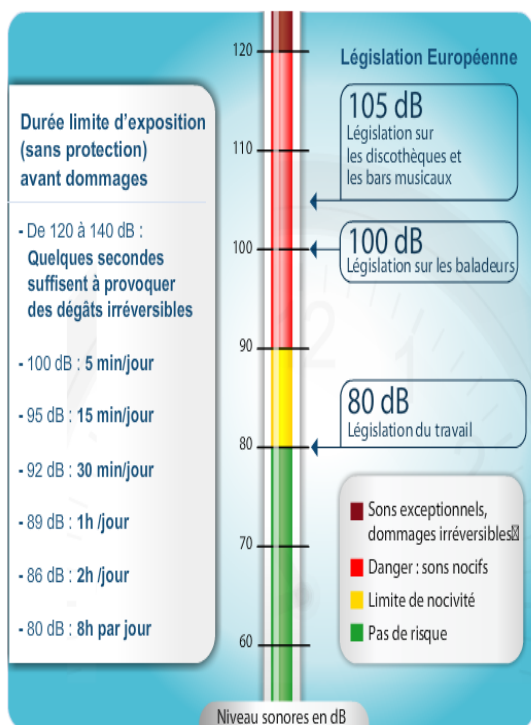 Durée limite d'exposition
(sans protection)
avant dommages
- De 120 à 140 dB :
Quelques secondes
suffisent à provoquer
des dégâts irréversibles
- 100 dB : 5 min/jour
- 95 dB : 15 min/jour
- 92 dB : 30 min/jour
- 89 dB : 1h /jour
- 86 dB : 2h /jour
- 80 dB : 8h par jour
120
110
100
90
80
70
60
Niveau sonores en dB
Législation Européenne
105 dB
Législation sur
les discothèques et
les bars musicaux
100 dB
Législation sur les baladeurs
80 dB
Législation du travail
Sons exceptionnels,
dommages irréversibles
Danger : sons nocifs
Limite de nocivité
Pas de risque